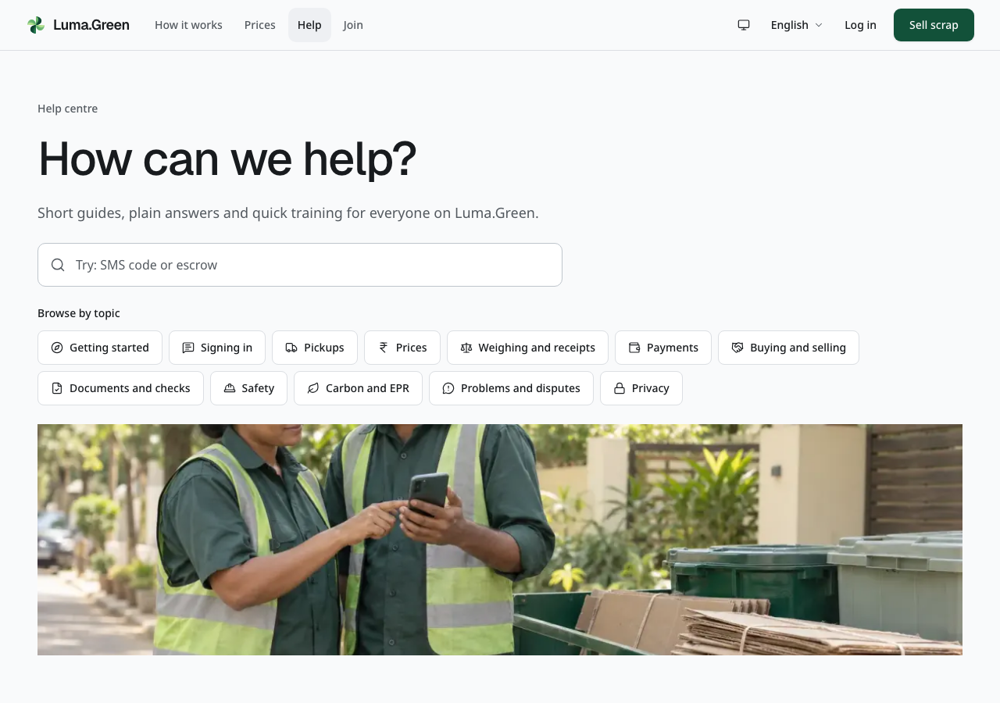 Luma.Green
How it works
Prices
Help
Join
English
Log in
Sell scrap
Help centre
How can we help?
Short guides, plain answers and quick training for everyone on Luma.Green.
Try: SMS code or escrow
Browse by topic
Getting started
Signing in
Pickups
Prices
Weighing and receipts
Payments
Buying and selling
Documents and checks
Safety
Carbon and EPR
Problems and disputes
Privacy